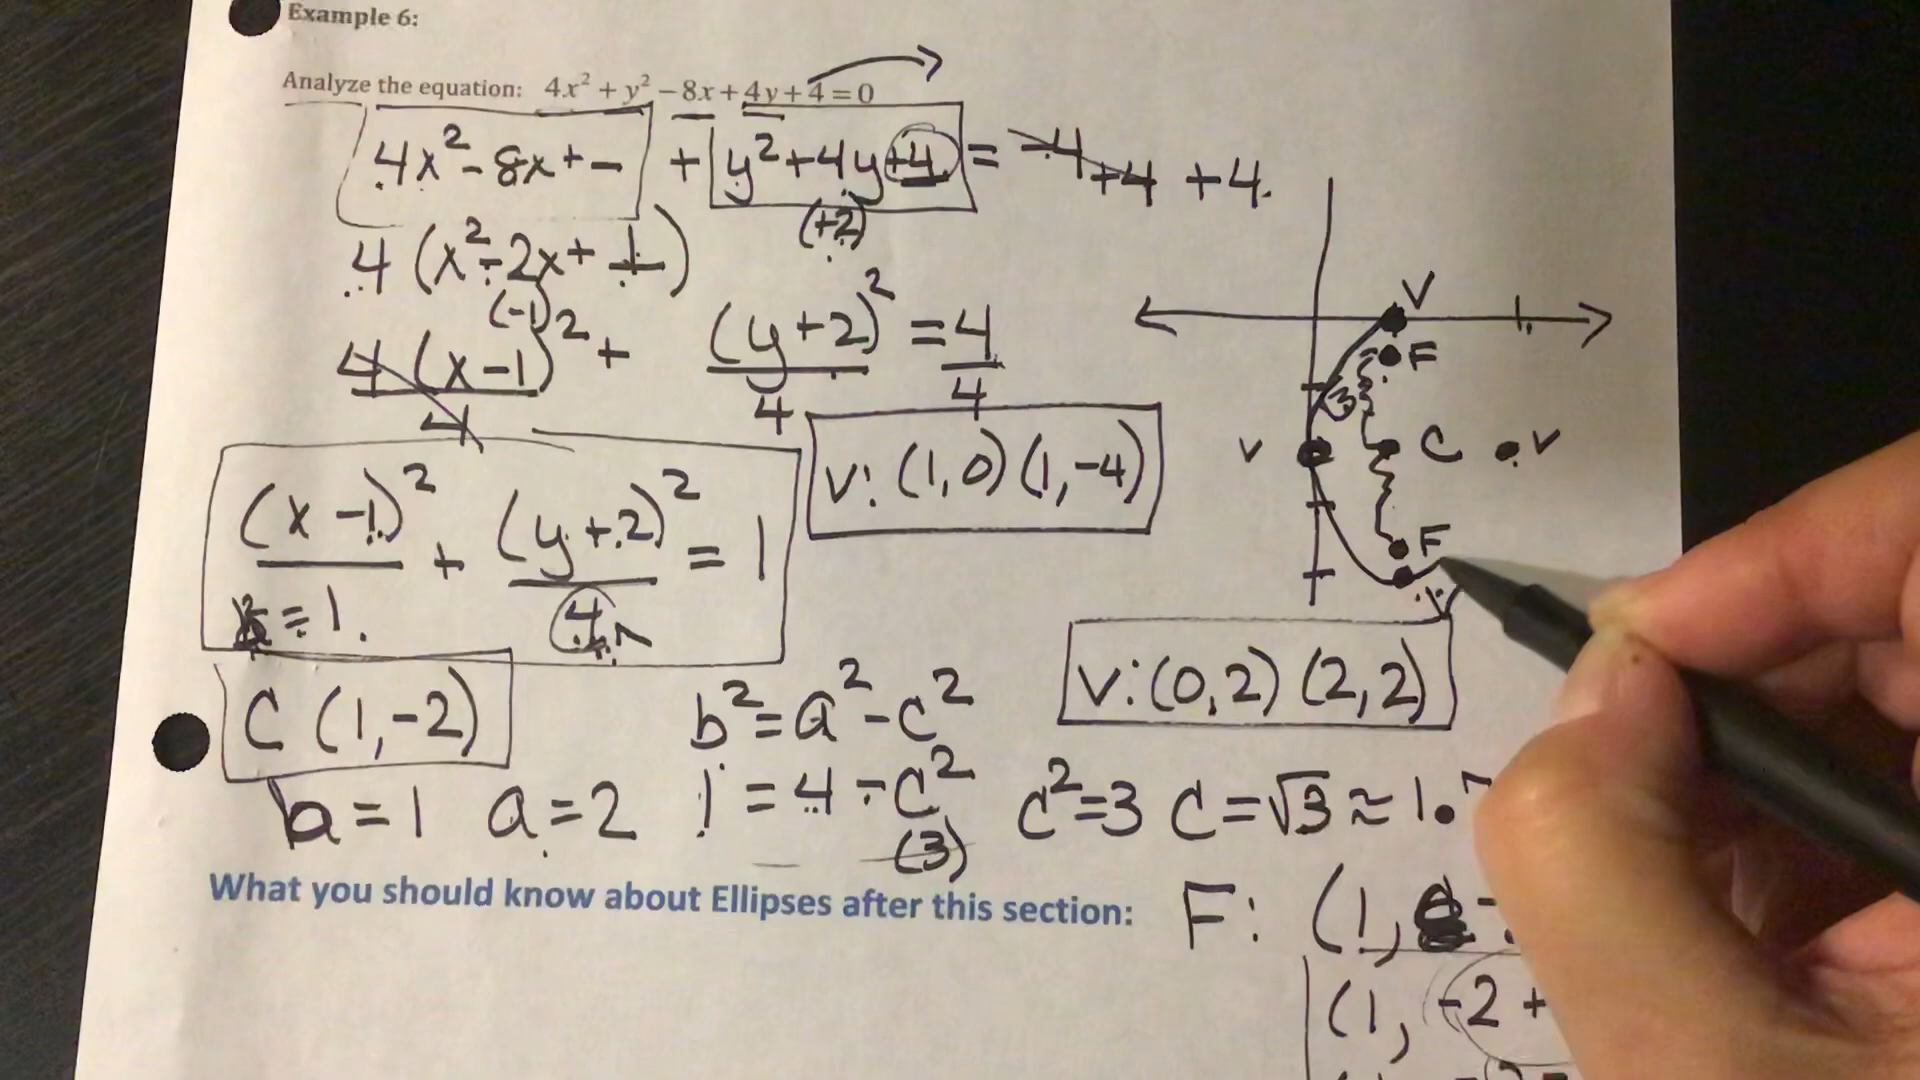 Example 6:
Analyze the equation: 4x² + y² − 8x + 4y + 4 = 0
4x² - 8x + _ + y² + 4y +4 = -4 +4 +4
(+2)
4 (x² - 2x + 1)
(-1)
4 (x-1)² + (y+2)² = 4
4 4 4
(x-1)² + (y+2)² = 1
=1 4
V: (1,0) (1,-4)
V
F
3
V C V
F
V
V: (0,2) (2,2)
C (1,-2)
b² = a² - c²
b = 1 a = 2 1 = 4 - c² c² = 3 C = √3 ≈ 1.7
(3)
What you should know about Ellipses after this section:
F: (1, -
(1, -2 +